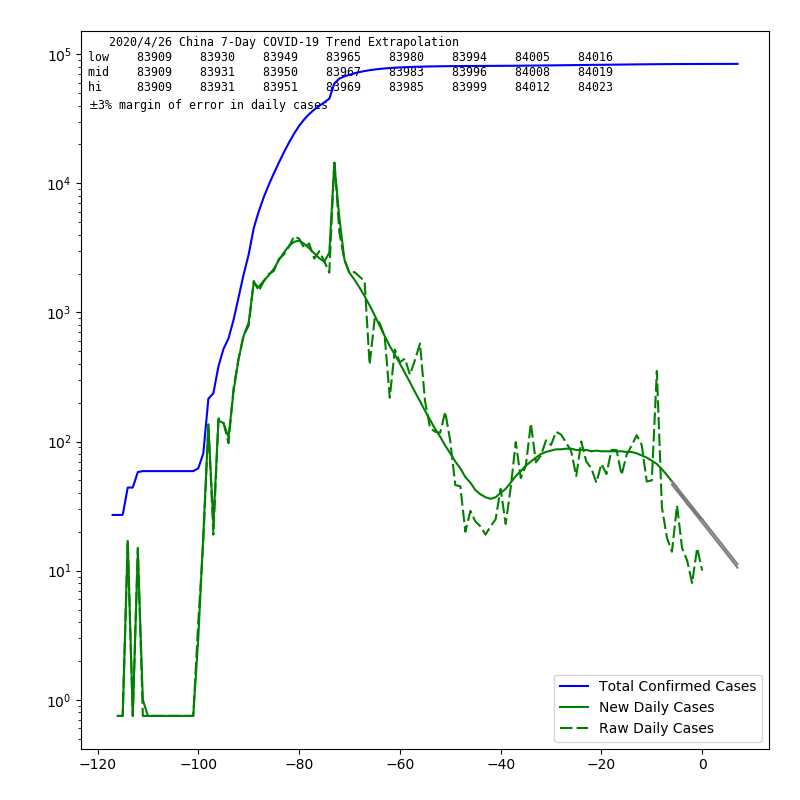 2020/4/26 China 7-Day COVID-19 Trend Extrapolation
low 83909 83930 83949 83965 83980 83994 84005 84016
mid 83909 83931 83950 83967 83983 83996 84008 84019
hi 83909 83931 83951 83969 83985 83999 84012 84023
±3% margin of error in daily cases
10⁵
10⁴
10³
10²
10¹
10⁰
−120 −100 −80 −60 −40 −20 0
Total Confirmed Cases
New Daily Cases
Raw Daily Cases